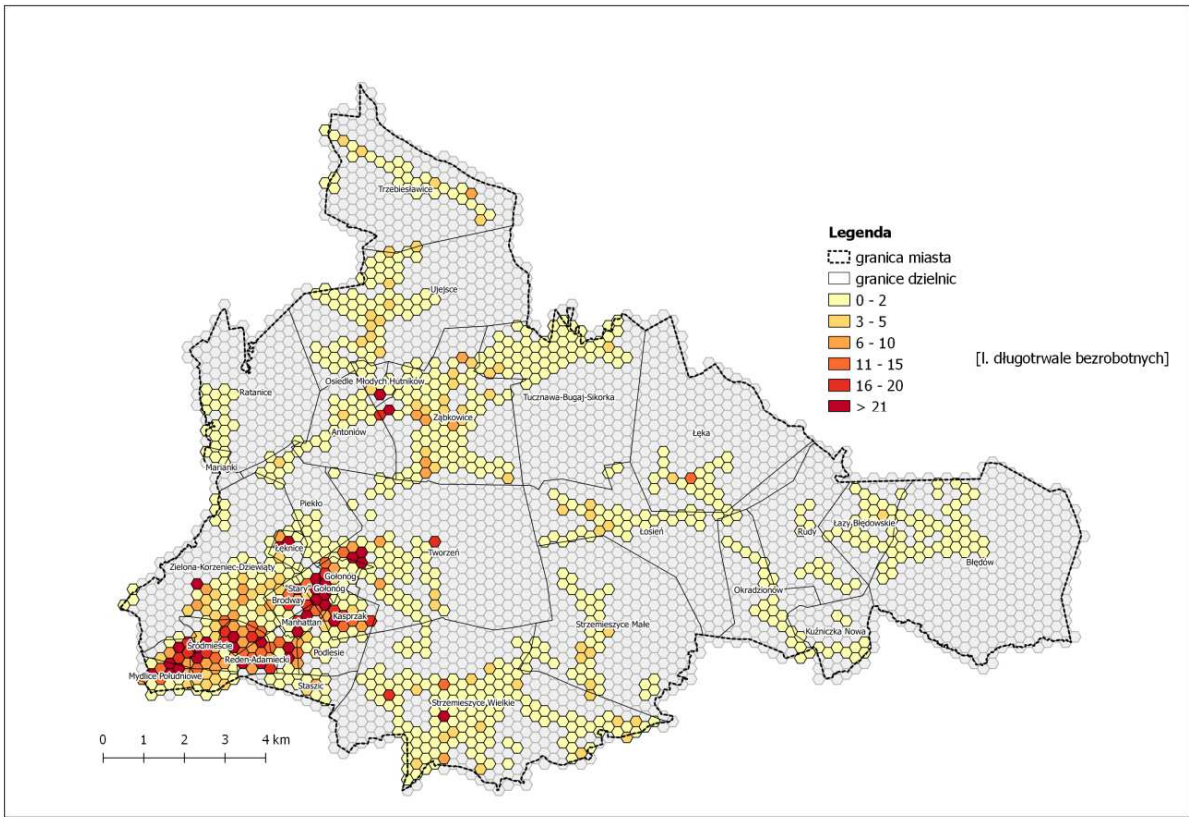 Trzebiesławice
Legenda
granica miasta
granice dzielnic
0 - 2
3 - 5
6 - 10
11 - 15
16 - 20
> 21
[l. długotrwale bezrobotnych]
Ujejsce
Osiedle Młodych Hutników
Ratanice
Tucznawa-Bugaj-Sikorka
Ząbkowice
Antoniów
Łęka
Marianki
Piekło
Łosień
Rudy
Łazy Błędowskie
Łęknice
Tworzeń
Błędów
Zielona-Korzeniec-Dziewiąty
Gołonóg
"Stary" Gołonóg
Okradzionów
Brodway
Kasprzak
Manhattan
Strzemieszyce Małe
Kuźniczka Nowa
Środmieście
Podlesie
Reden-Adamiecki
Mydlice Południowe
Staszic
Strzemieszyce Wielkie
0 1 2 3 4 km